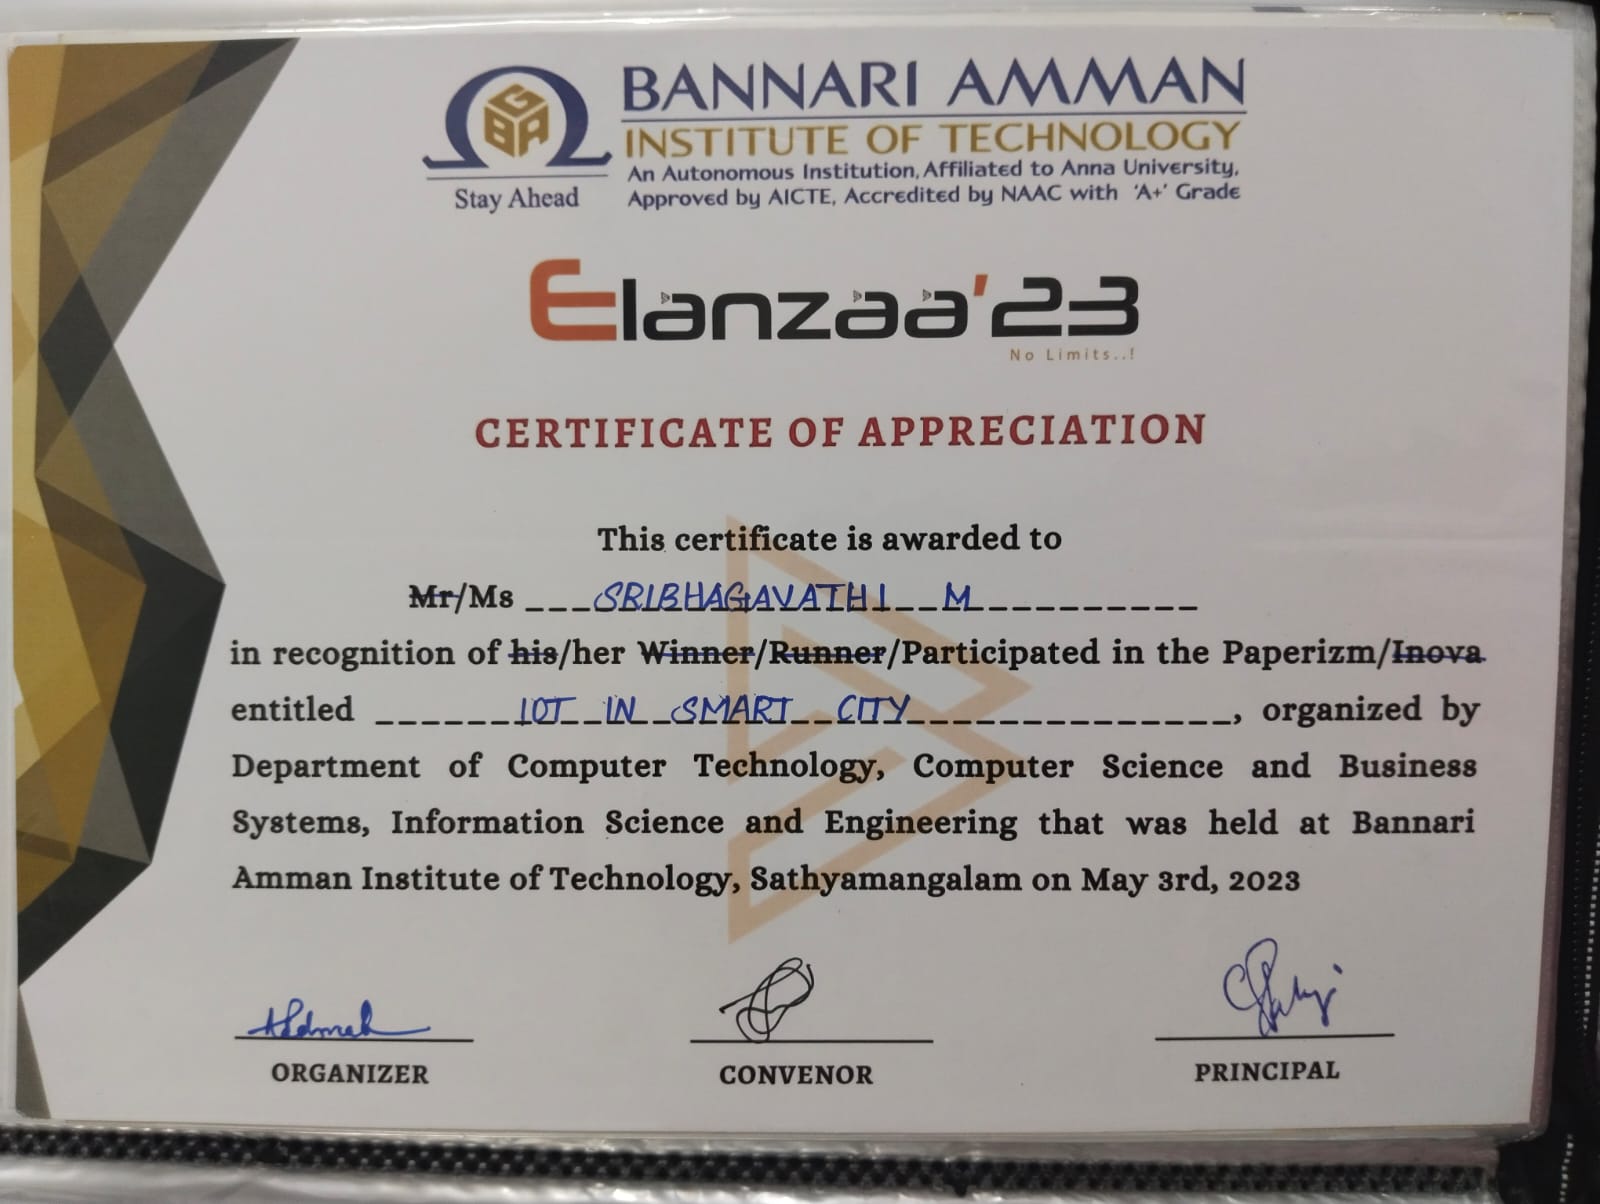 BANNARI AMMAN
INSTITUTE OF TECHNOLOGY
An Autonomous Institution, Affiliated to Anna University,
Approved by AICTE, Accredited by NAAC with 'A+' Grade
GBA
Stay Ahead
Elanzaa'23
No Limits..!
CERTIFICATE OF APPRECIATION
This certificate is awarded to
Mr/Ms SRIBHAGAVATHI M
in recognition of his/her Winner/Runner/Participated in the Paperizm/Inova
entitled IOT IN SMART CITY, organized by
Department of Computer Technology, Computer Science and Business
Systems, Information Science and Engineering that was held at Bannari
Amman Institute of Technology, Sathyamangalam on May 3rd, 2023
ORGANIZER CONVENOR PRINCIPAL